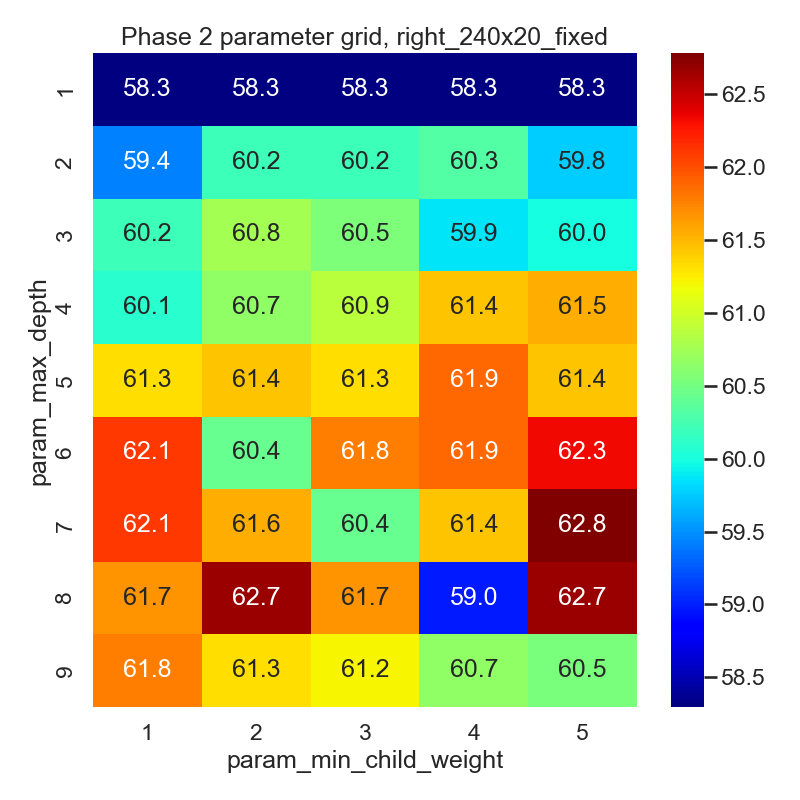 Phase 2 parameter grid, right_240x20_fixed
param_max_depth
1 58.3 58.3 58.3 58.3 58.3
2 59.4 60.2 60.2 60.3 59.8
3 60.2 60.8 60.5 59.9 60.0
4 60.1 60.7 60.9 61.4 61.5
5 61.3 61.4 61.3 61.9 61.4
6 62.1 60.4 61.8 61.9 62.3
7 62.1 61.6 60.4 61.4 62.8
8 61.7 62.7 61.7 59.0 62.7
9 61.8 61.3 61.2 60.7 60.5
1 2 3 4 5
param_min_child_weight
62.5
62.0
61.5
61.0
60.5
60.0
59.5
59.0
58.5